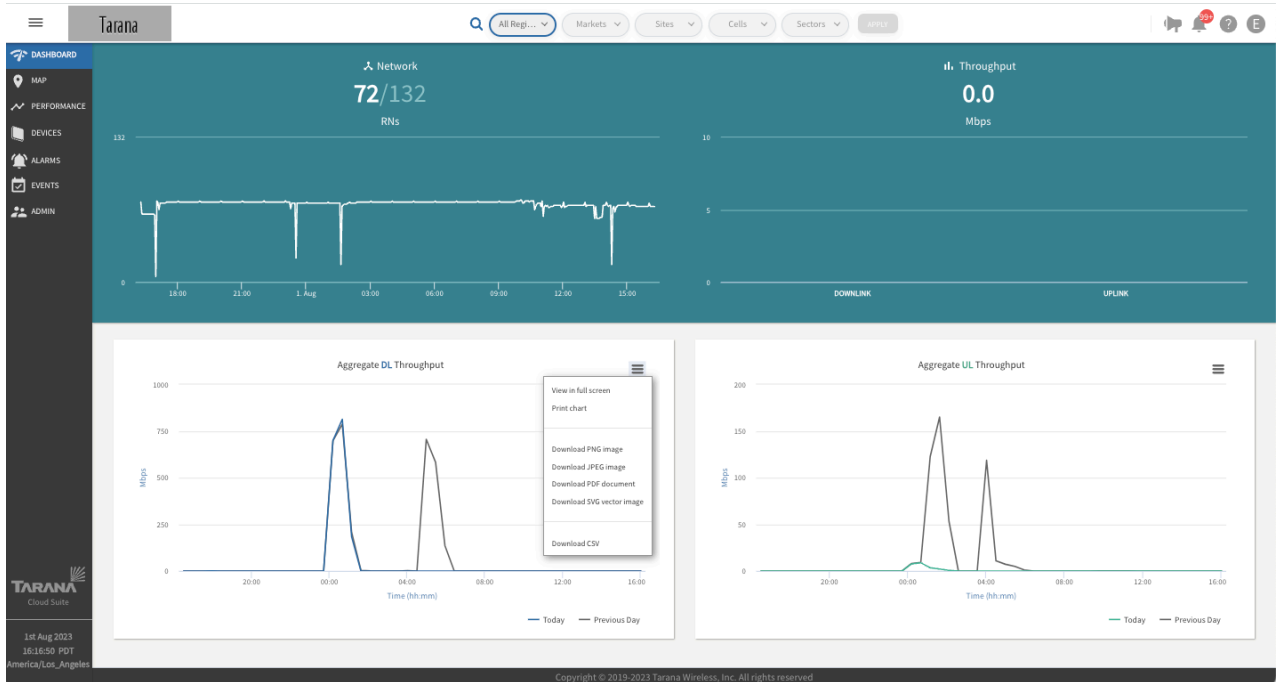 Tarana
All Regi...
Markets
Sites
Cells
Sectors
APPLY
99+
?
E
DASHBOARD
MAP
PERFORMANCE
DEVICES
ALARMS
EVENTS
ADMIN
Network
72/132
RNs
132
0
18:00 21:00 1. Aug 03:00 06:00 09:00 12:00 15:00
Throughput
0.0
Mbps
10
5
0
DOWNLINK UPLINK
Aggregate DL Throughput
1000
750
500
250
0
Mbps
20:00 00:00 04:00 08:00 12:00 16:00
Time (hh:mm)
Today Previous Day
View in full screen
Print chart
Download PNG image
Download JPEG image
Download PDF document
Download SVG vector image
Download CSV
Aggregate UL Throughput
200
150
100
50
0
Mbps
20:00 00:00 04:00 08:00 12:00 16:00
Time (hh:mm)
Today Previous Day
TARANA
Cloud Suite
1st Aug 2023
16:16:50 PDT
America/Los_Angeles
Copyright © 2019-2023 Tarana Wireless, Inc. All rights reserved